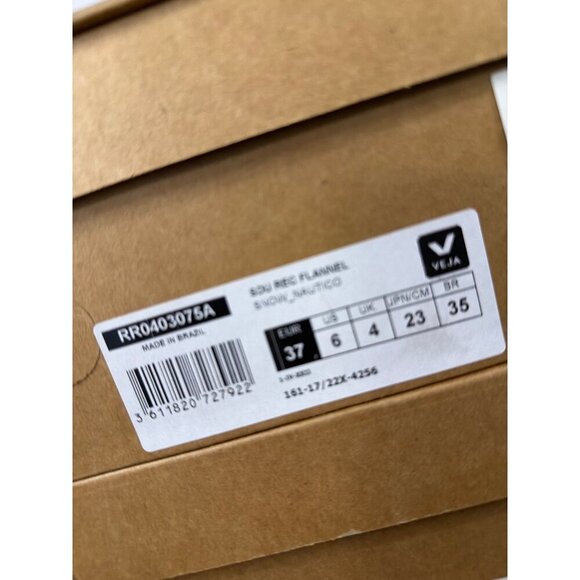 VEJA
SOU REC FLANNEL
SNOW_NAUTICO
RR0403075A
MADE IN BRAZIL
EUR US UK JPN/CM BR
37 6 4 23 35
161-17/22X-4256
3 611820 727922